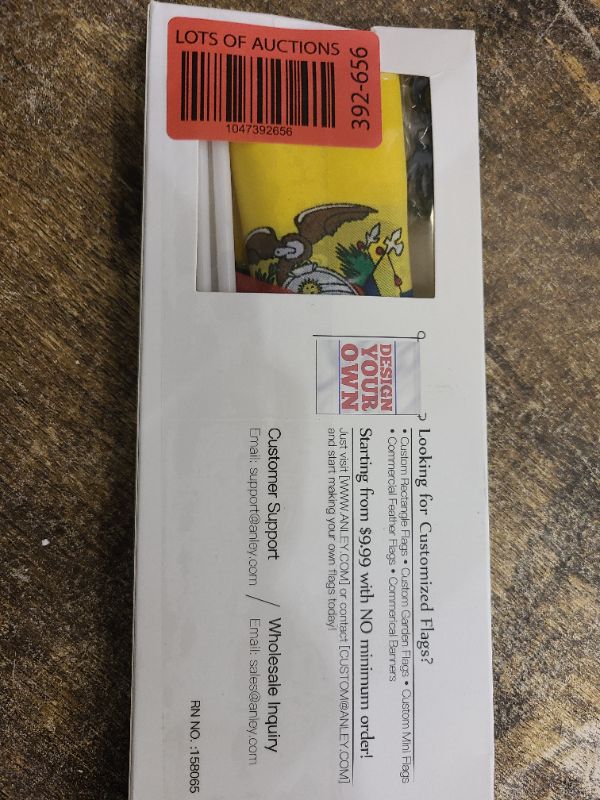 LOTS OF AUCTIONS
1047392656
392-656
DESIGN
YOUR
OWN
Looking for Customized Flags?
• Custom Rectangle Flags • Custom Garden Flags • Custom Mini Flags
• Commercial Feather Flags • Commerical Banners
Starting from $9.99 with NO minimum order!
Just visit [WWW.ANLEY.COM] or contact [CUSTOM@ANLEY.COM]
and start making your own flags today!
Customer Support / Wholesale Inquiry
Email: support@anley.com Email: sales@anley.com
RN NO. :158065